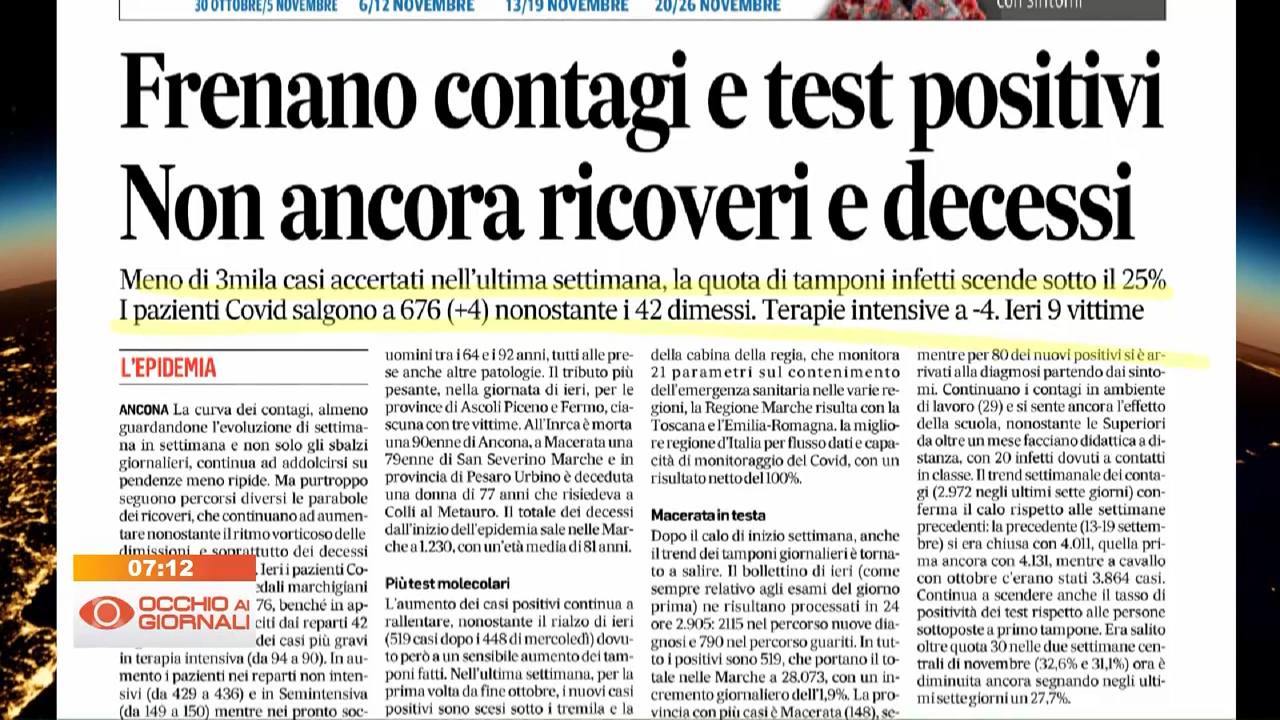 30 OTTOBRE/5 NOVEMBRE 6/12 NOVEMBRE 13/19 NOVEMBRE 20/26 NOVEMBRE
con sintomi
Frenano contagi e test positivi
Non ancora ricoveri e decessi
Meno di 3mila casi accertati nell'ultima settimana, la quota di tamponi infetti scende sotto il 25%
I pazienti Covid salgono a 676 (+4) nonostante i 42 dimessi. Terapie intensive a -4. Ieri 9 vittime
L'EPIDEMIA
ANCONA La curva dei contagi, almeno
guardandone l'evoluzione di settima-
na in settimana e non solo gli sbalzi
giornalieri, continua ad addolcirsi su
pendenze meno ripide. Ma purtroppo
seguono percorsi diversi le parabole
dei ricoveri, che continuano ad aumen-
tare nonostante il ritmo vorticoso delle
dimissioni, e soprattutto dei decessi
. Ieri i pazienti Co-
edali marchigiani
76, benché in ap-
citi dai reparti 42
dei casi più gravi
in terapia intensiva (da 94 a 90). In au-
mento i pazienti nei reparti non inten-
sivi (da 429 a 436) e in Semintensiva
(da 149 a 150) mentre nei pronto soc-
uomini tra i 64 e i 92 anni, tutti alle pre-
se anche altre patologie. Il tributo più
pesante, nella giornata di ieri, per le
province di Ascoli Piceno e Fermo, cia-
scuna con tre vittime. All'Inrca è morta
una 90enne di Ancona, a Macerata una
79enne di San Severino Marche e in
provincia di Pesaro Urbino è deceduta
una donna di 77 anni che risiedeva a
Colli al Metauro. Il totale dei decessi
dall'inizio dell'epidemia sale nelle Mar-
che a 1.230, con un'età media di 81 anni.
Più test molecolari
L'aumento dei casi positivi continua a
rallentare, nonostante il rialzo di ieri
(519 casi dopo i 448 di mercoledì) dovu-
to però a un sensibile aumento dei tam-
poni fatti. Nell'ultima settimana, per la
prima volta da fine ottobre, i nuovi casi
positivi sono scesi sotto i tremila e la
della cabina della regia, che monitora
21 parametri sul contenimento
dell'emergenza sanitaria nelle varie re-
gioni, la Regione Marche risulta con la
Toscana e l'Emilia-Romagna. la miglio-
re regione d'Italia per flusso dati e capa-
cità di monitoraggio del Covid, con un
risultato netto del 100%.
Macerata in testa
Dopo il calo di inizio settimana, anche
il trend dei tamponi giornalieri è torna-
to a salire. Il bollettino di ieri (come
sempre relativo agli esami del giorno
prima) ne risultano processati in 24
ore 2.905: 2115 nel percorso nuove dia-
gnosi e 790 nel percorso guariti. In tut-
to i positivi sono 519, che portano il to-
tale nelle Marche a 28.073, con un in-
cremento giornaliero dell'1,9%. La pro-
vincia con più casi è Macerata (148), se-
mentre per 80 dei nuovi positivi si è ar-
rivati alla diagnosi partendo dai sinto-
mi. Continuano i contagi in ambiente
di lavoro (29) e si sente ancora l'effetto
della scuola, nonostante le Superiori
da oltre un mese facciano didattica a di-
stanza, con 20 infetti dovuti a contatti
in classe. Il trend settimanale dei conta-
gi (2.972 negli ultimi sette giorni) con-
ferma il calo rispetto alle settimane
precedenti: la precedente (13-19 settem-
bre) si era chiusa con 4.011, quella pri-
ma ancora con 4.131, mentre a cavallo
con ottobre c'erano stati 3.864 casi.
Continua a scendere anche il tasso di
positività dei test rispetto alle persone
sottoposte a primo tampone. Era salito
oltre quota 30 nelle due settimane cen-
trali di novembre (32,6% e 31,1%) ora è
diminuita ancora segnando negli ulti-
mi sette giorni un 27,7%.
07:12
OCCHIO AI
GIORNALI